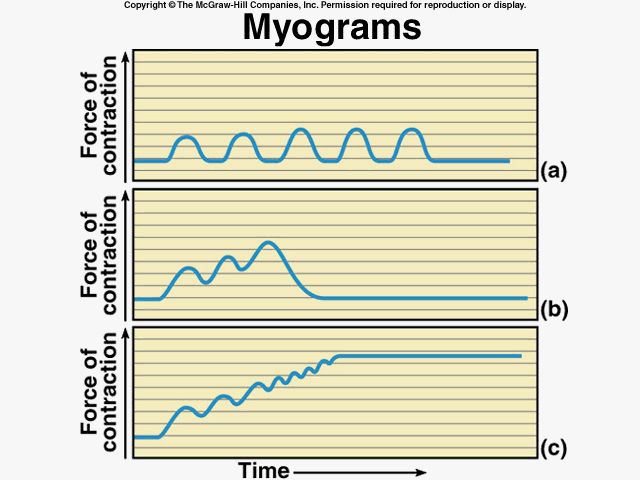 Copyright © The McGraw-Hill Companies, Inc. Permission required for reproduction or display.
Myograms
Force of
contraction
(a)
Force of
contraction
(b)
Force of
contraction
(c)
Time